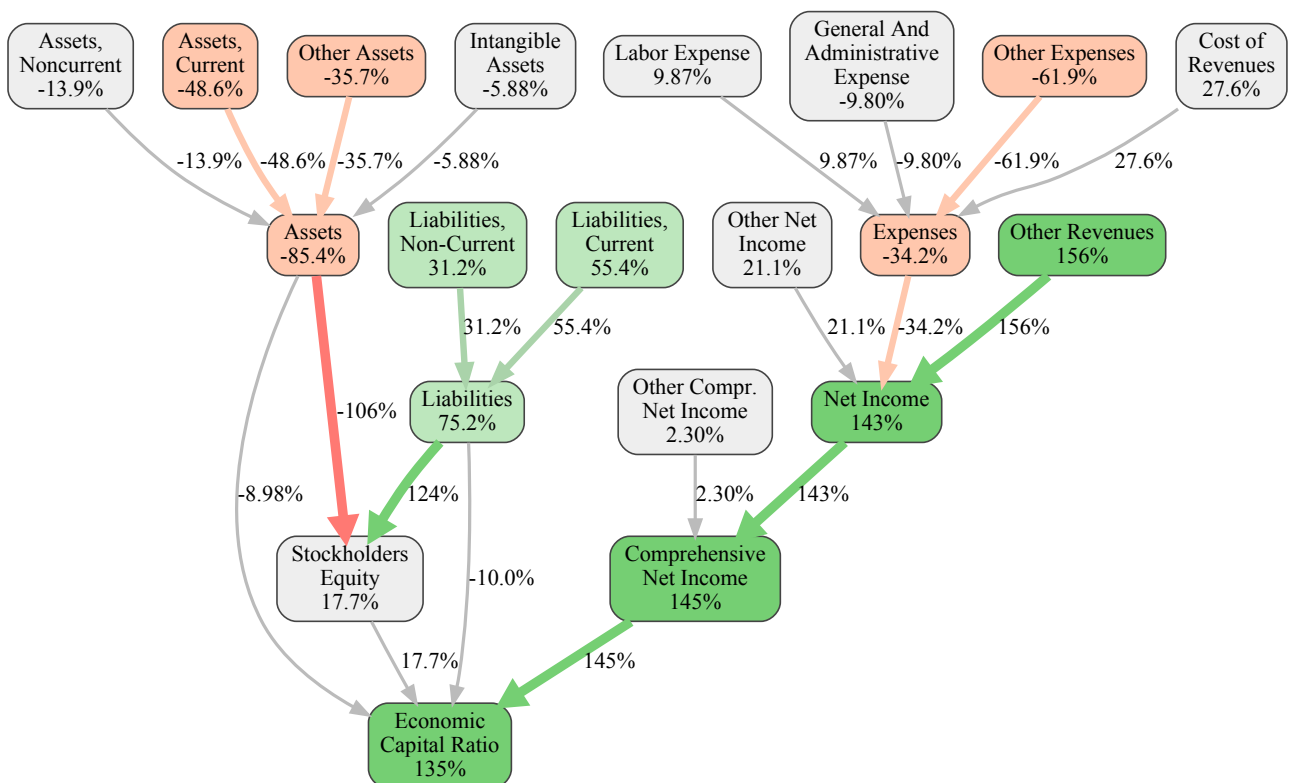 Assets,
Noncurrent
-13.9%
Assets,
Current
-48.6%
Other Assets
-35.7%
Intangible
Assets
-5.88%
Labor Expense
9.87%
General And
Administrative
Expense
-9.80%
Other Expenses
-61.9%
Cost of
Revenues
27.6%
-13.9%
-48.6%
-35.7%
-5.88%
9.87%
-9.80%
-61.9%
27.6%
Assets
-85.4%
Liabilities,
Non-Current
31.2%
Liabilities,
Current
55.4%
Other Net
Income
21.1%
Expenses
-34.2%
Other Revenues
156%
31.2%
55.4%
21.1%
-34.2%
156%
-106%
Liabilities
75.2%
Other Compr.
Net Income
2.30%
Net Income
143%
-8.98%
124%
2.30%
143%
Stockholders
Equity
17.7%
-10.0%
Comprehensive
Net Income
145%
17.7%
145%
Economic
Capital Ratio
135%